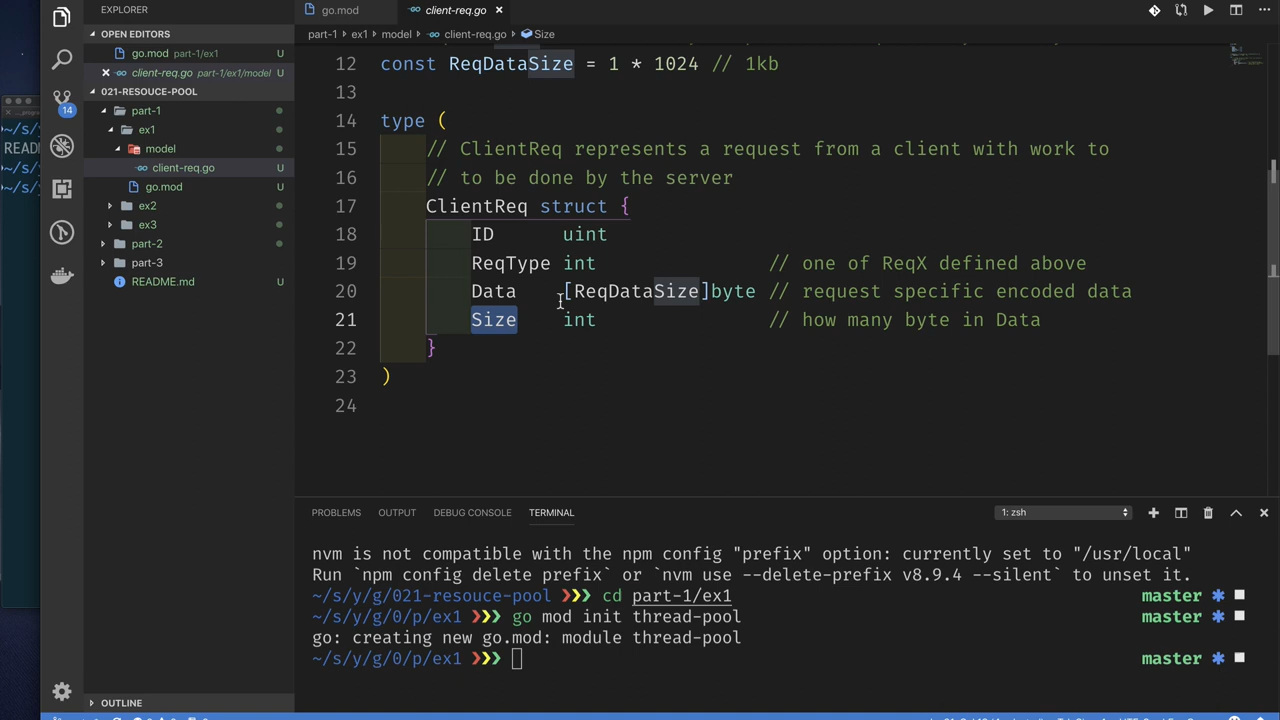 EXPLORER
OPEN EDITORS
go.mod part-1/ex1 U
client-req.go part-1/ex1/model U
021-RESOUCE-POOL
part-1
ex1
model
client-req.go U
go.mod U
ex2
ex3
part-2
part-3
README.md U
OUTLINE
14
~/s/
READ
~/s/
~/s/
go.mod
client-req.go
part-1 › ex1 › model › client-req.go › Size
12 const ReqDataSize = 1 * 1024 // 1kb
13
14 type (
15 // ClientReq represents a request from a client with work to
16 // to be done by the server
17 ClientReq struct {
18 ID uint
19 ReqType int // one of ReqX defined above
20 Data [ReqDataSize]byte // request specific encoded data
21 Size int // how many byte in Data
22 }
23 )
24
PROBLEMS OUTPUT DEBUG CONSOLE TERMINAL 1: zsh
nvm is not compatible with the npm config "prefix" option: currently set to "/usr/local"
Run `npm config delete prefix` or `nvm use --delete-prefix v8.9.4 --silent` to unset it.
~/s/y/g/021-resouce-pool ❯❯❯ cd part-1/ex1 master ✱ ■
~/s/y/g/0/p/ex1 ❯❯❯ go mod init thread-pool master ✱ ■
go: creating new go.mod: module thread-pool
~/s/y/g/0/p/ex1 ❯❯❯ master ✱ ■